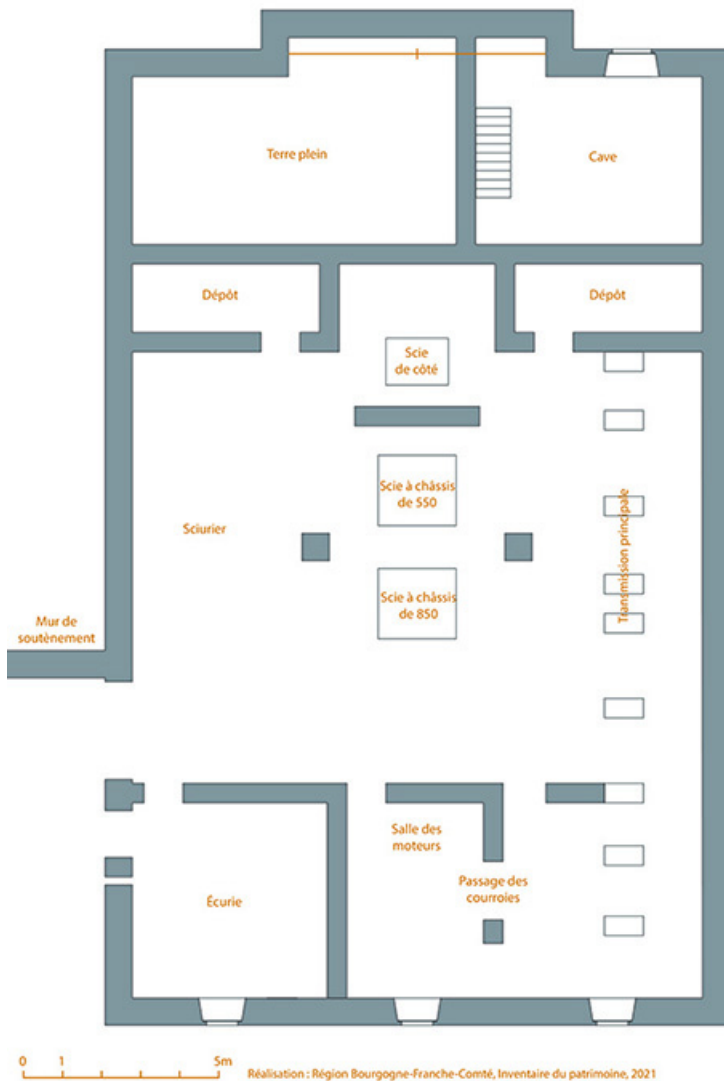 Terre plein
Cave
Dépôt
Dépôt
Scie
de côté
Scie à châssis
de 550
Sciurier
Transmission principale
Scie à châssis
de 850
Mur de
soutènement
Salle des
moteurs
Passage des
courroies
Écurie
0 1 5m
Réalisation : Région Bourgogne-Franche-Comté, Inventaire du patrimoine, 2021